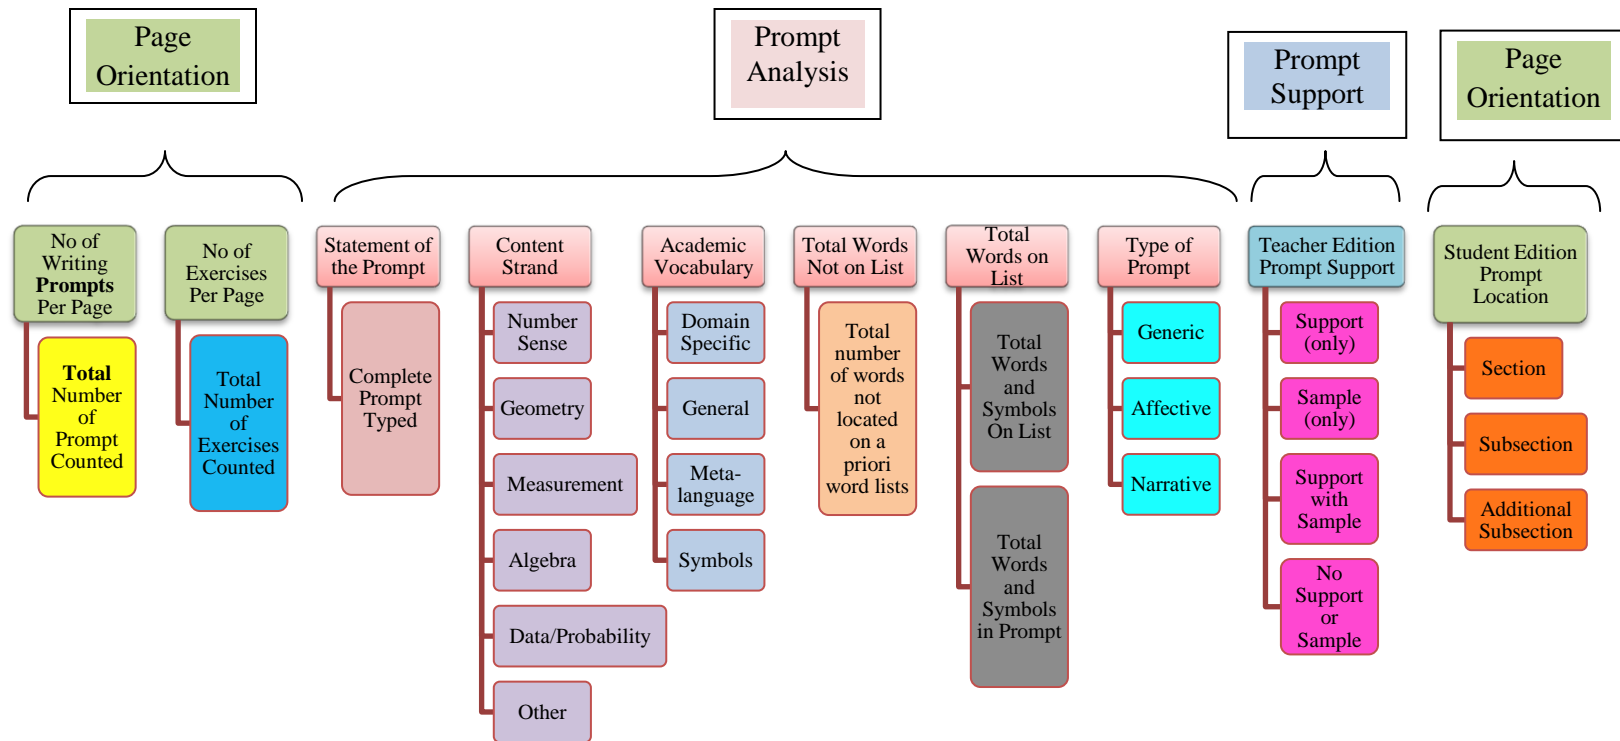 Page
Orientation
Prompt
Analysis
Prompt
Support
Page
Orientation
No of
Writing
Prompts
Per Page
Total
Number
of
Prompt
Counted
No of
Exercises
Per Page
Total
Number
of
Exercises
Counted
Statement of
the Prompt
Complete
Prompt
Typed
Content
Strand
Number
Sense
Geometry
Measurement
Algebra
Data/Probability
Other
Academic
Vocabulary
Domain
Specific
General
Meta-
language
Symbols
Total Words
Not on List
Total
number
of words
not
located
on a
priori
word lists
Total
Words on
List
Total
Words
and
Symbols
On List
Total
Words
and
Symbols
in Prompt
Type of
Prompt
Generic
Affective
Narrative
Teacher Edition
Prompt Support
Support
(only)
Sample
(only)
Support
with
Sample
No
Support
or
Sample
Student Edition
Prompt
Location
Section
Subsection
Additional
Subsection